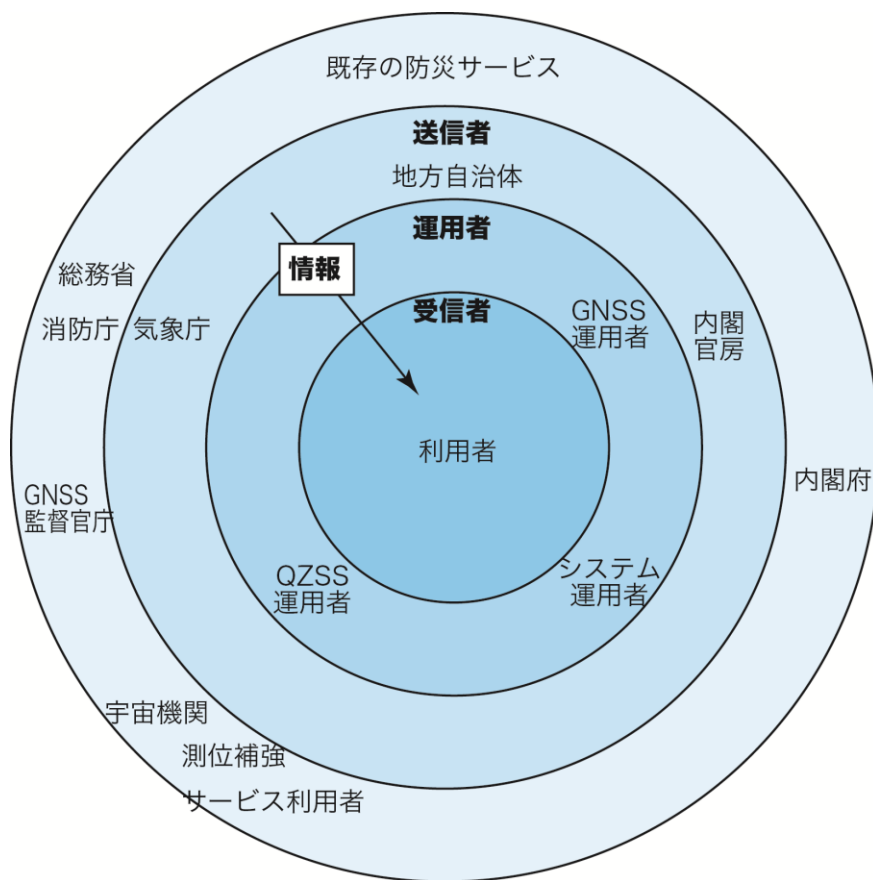 既存の防災サービス
送信者
地方自治体
運用者
情報
総務省
消防庁
気象庁
受信者
GNSS
運用者
内閣
官房
利用者
内閣府
GNSS
監督官庁
QZSS
運用者
システム
運用者
宇宙機関
測位補強
サービス利用者